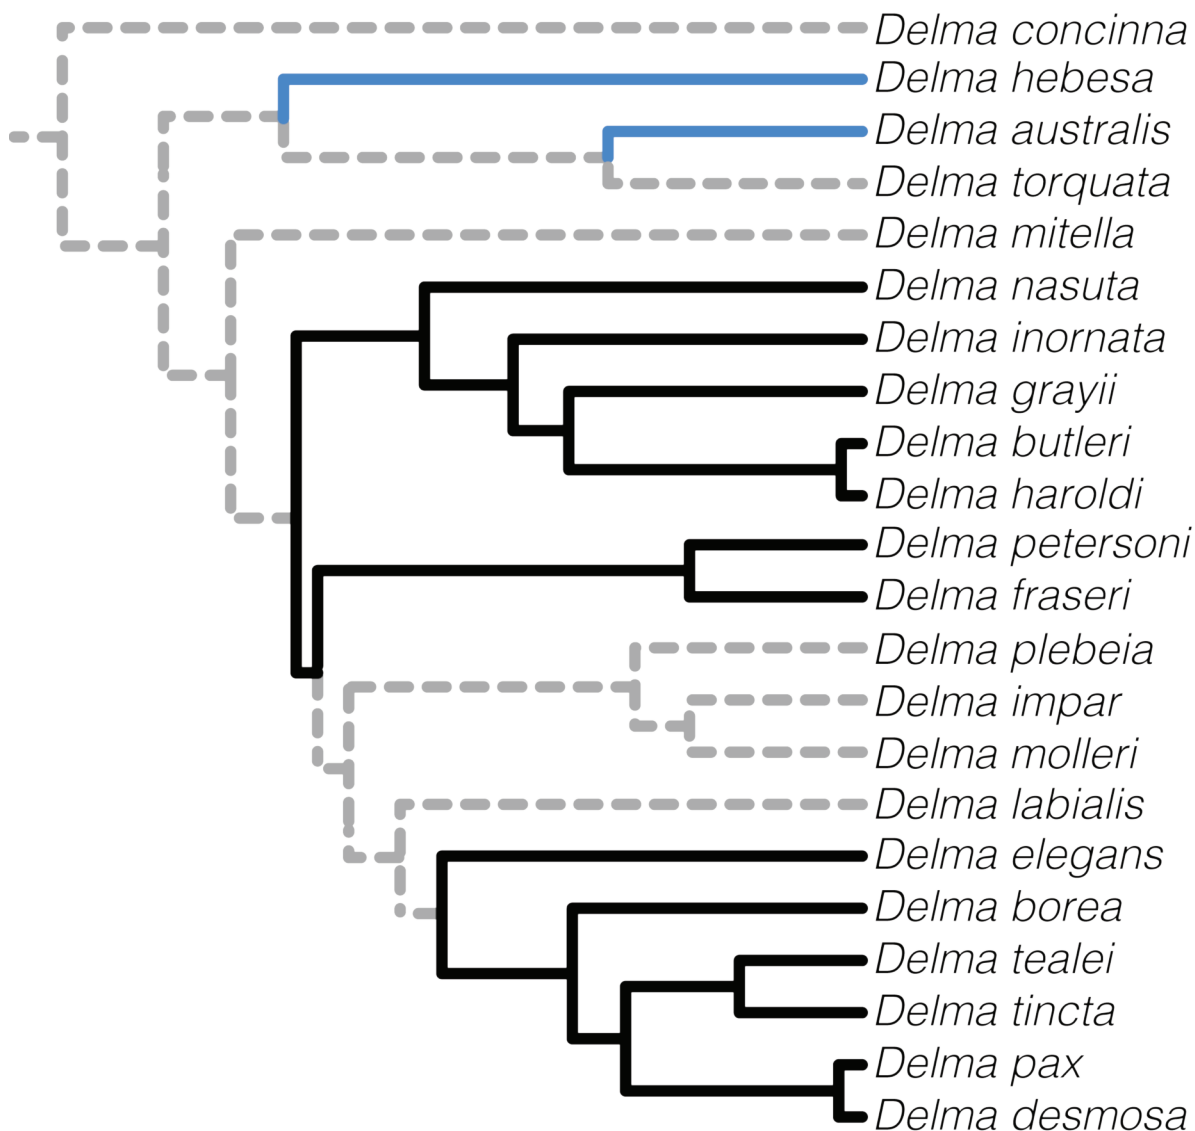 Delma concinna
Delma hebesa
Delma australis
Delma torquata
Delma mitella
Delma nasuta
Delma inornata
Delma grayii
Delma butleri
Delma haroldi
Delma petersoni
Delma fraseri
Delma plebeia
Delma impar
Delma molleri
Delma labialis
Delma elegans
Delma borea
Delma tealei
Delma tincta
Delma pax
Delma desmosa